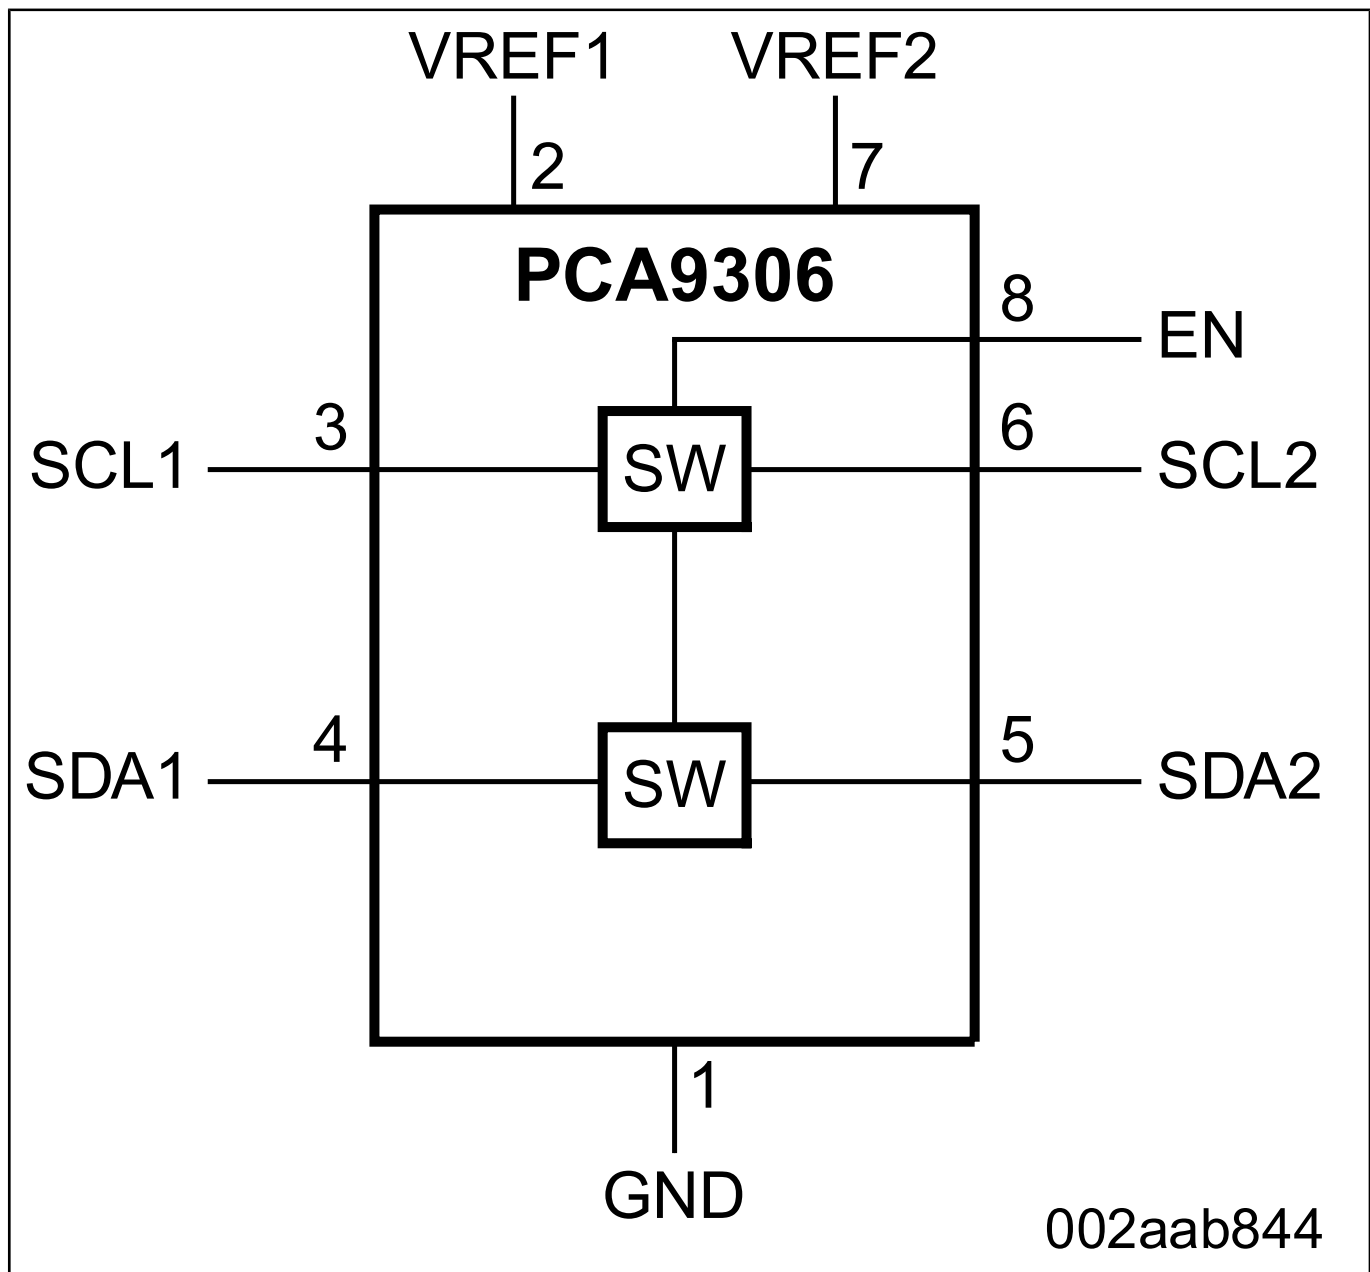 VREF1 VREF2
2 7
PCA9306
8 EN
SCL1 3 SW 6 SCL2
SDA1 4 SW 5 SDA2
1
GND
002aab844